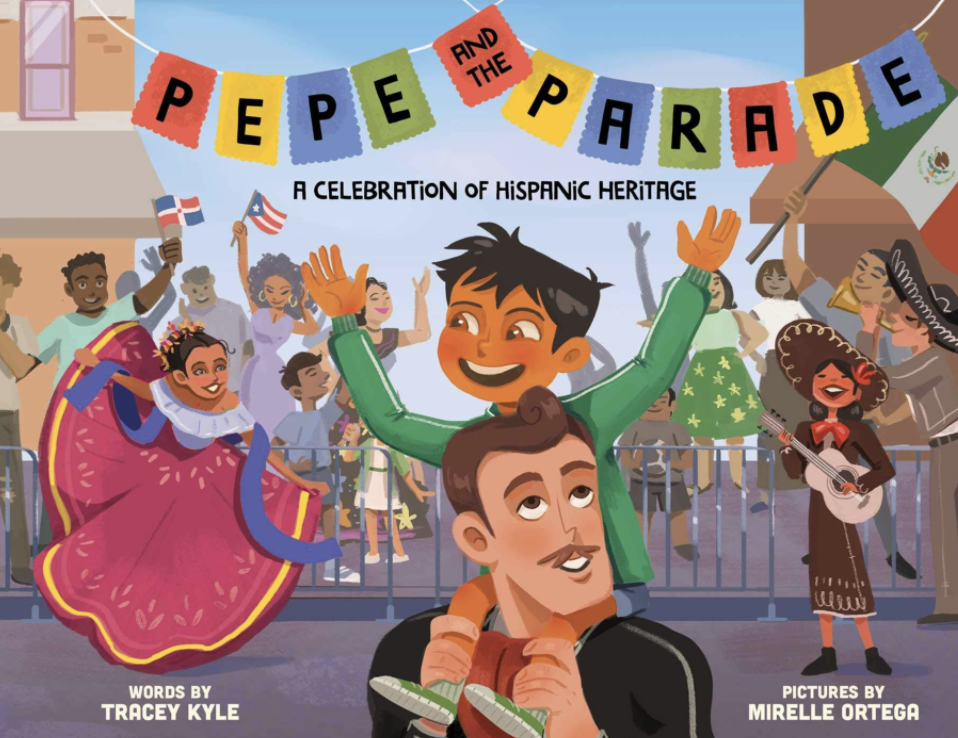 PEPE AND THE PARADE
A CELEBRATION OF HISPANIC HERITAGE
WORDS BY
TRACEY KYLE
PICTURES BY
MIRELLE ORTEGA